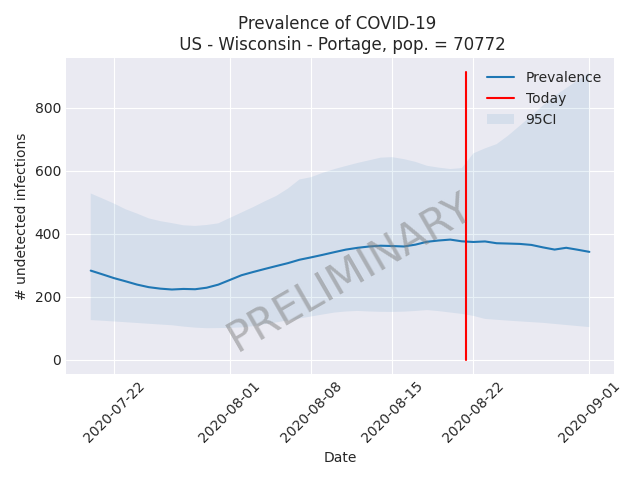 Prevalence of COVID-19
US - Wisconsin - Portage, pop. = 70772
Prevalence
Today
95CI
# undetected infections
800
600
400
200
0
PRELIMINARY
2020-07-22
2020-08-01
2020-08-08
2020-08-15
2020-08-22
2020-09-01
Date